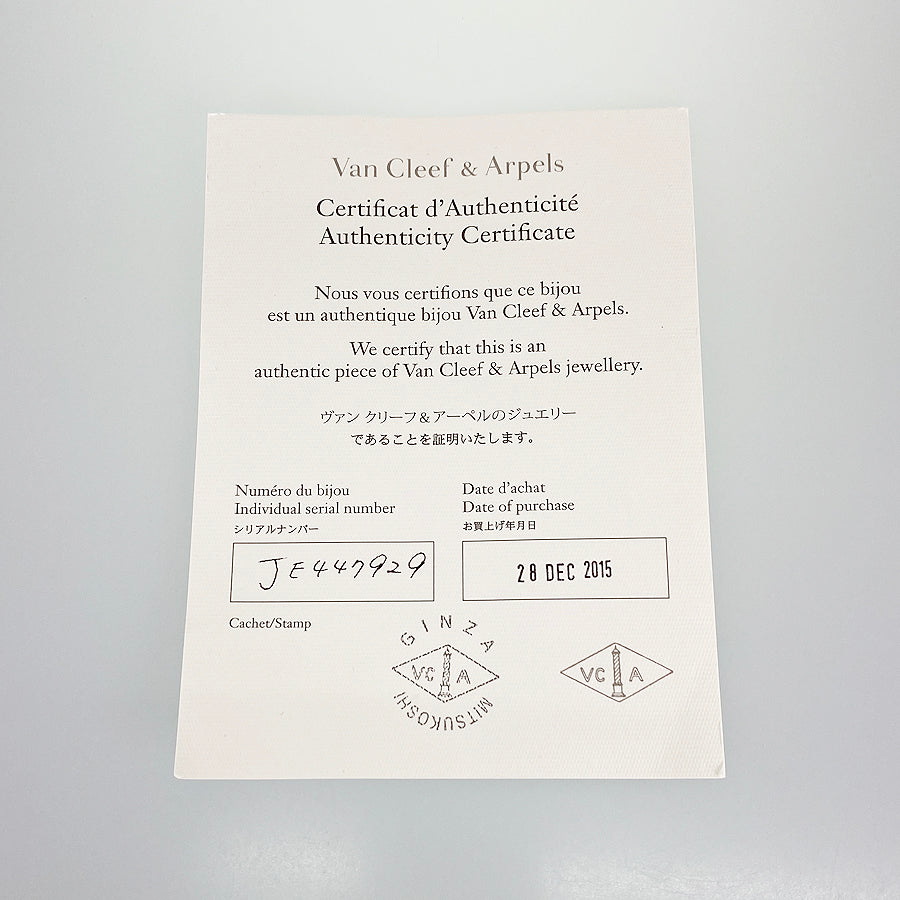 Van Cleef & Arpels
Certificat d'Authenticité
Authenticity Certificate
Nous vous certifions que ce bijou
est un authentique bijou Van Cleef & Arpels.
We certify that this is an
authentic piece of Van Cleef & Arpels jewellery.
ヴァン クリーフ&アーペルのジュエリー
であることを証明いたします。
Numéro du bijou
Individual serial number
シリアルナンバー
JE447929
Date d'achat
Date of purchase
お買上げ年月日
28 DEC 2015
Cachet/Stamp
GINZA
VC A
MITSUKOSHI
VC A